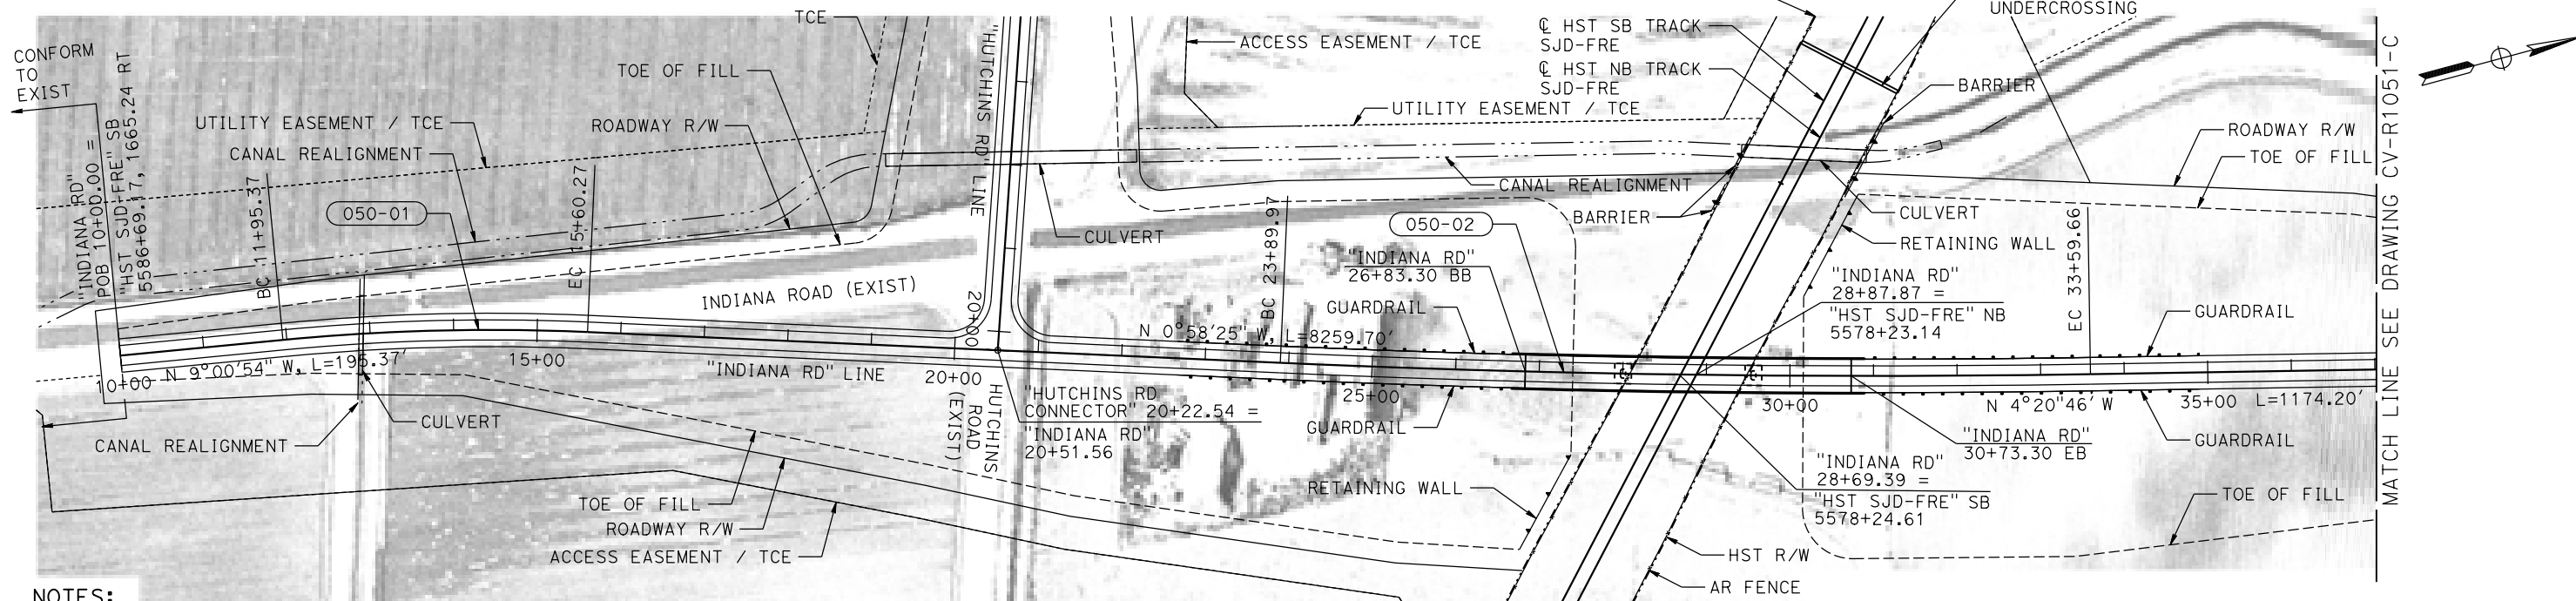 CONFORM
TO
EXIST
"INDIANA RD"
POB 10+00.00 =
"HST SJD-FRE" SB
5586+69.17, 1665.24 RT
UTILITY EASEMENT / TCE
CANAL REALIGNMENT
BC 11+95.37
050-01
TCE
TOE OF FILL
ROADWAY R/W
EC 15+60.27
INDIANA ROAD (EXIST)
10+00
N 9°00'54" W, L=195.37'
15+00
"INDIANA RD" LINE
20+00
CANAL REALIGNMENT
CULVERT
TOE OF FILL
ROADWAY R/W
ACCESS EASEMENT / TCE
NOTES:
"HUTCHINS RD" LINE
20+00
HUTCHINS
ROAD
(EXIST)
ACCESS EASEMENT / TCE
UTILITY EASEMENT / TCE
CANAL REALIGNMENT
CULVERT
BC 23+89.97
N 0°58'25" W, L=8259.70'
"HUTCHINS RD
CONNECTOR" 20+22.54 =
"INDIANA RD"
20+51.56
25+00
050-02
"INDIANA RD"
26+83.30 BB
GUARDRAIL
GUARDRAIL
RETAINING WALL
℄ HST SB TRACK
SJD-FRE
℄ HST NB TRACK
SJD-FRE
BARRIER
UNDERCROSSING
BARRIER
CULVERT
RETAINING WALL
"INDIANA RD"
28+87.87 =
"HST SJD-FRE" NB
5578+23.14
30+00
"INDIANA RD"
28+69.39 =
"HST SJD-FRE" SB
5578+24.61
HST R/W
AR FENCE
"INDIANA RD"
30+73.30 EB
EC 33+59.66
N 4°20'46" W
35+00
L=1174.20'
ROADWAY R/W
TOE OF FILL
GUARDRAIL
GUARDRAIL
TOE OF FILL
MATCH LINE SEE DRAWING CV-R1051-C